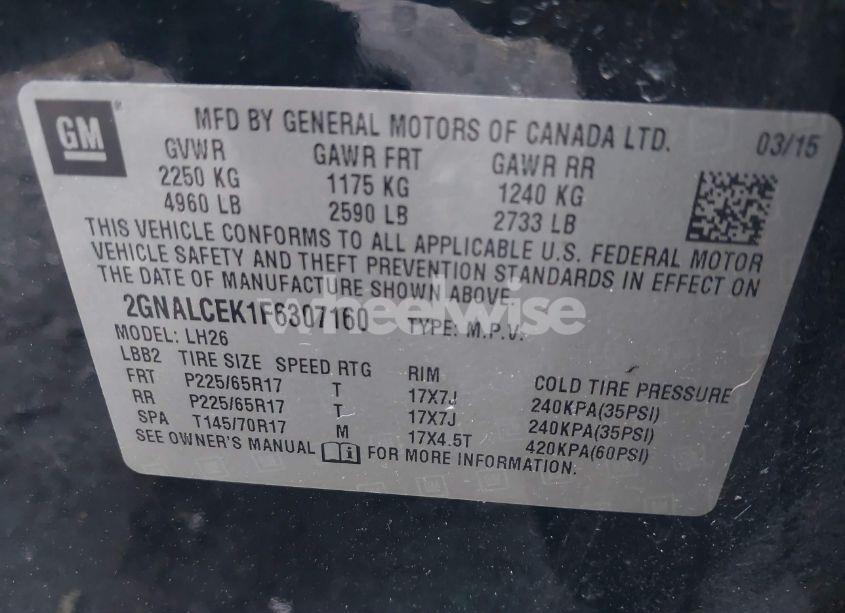 GM
MFD BY GENERAL MOTORS OF CANADA LTD. 03/15
GVWR GAWR FRT GAWR RR
2250 KG 1175 KG 1240 KG
4960 LB 2590 LB 2733 LB
THIS VEHICLE CONFORMS TO ALL APPLICABLE U.S. FEDERAL MOTOR
VEHICLE SAFETY AND THEFT PREVENTION STANDARDS IN EFFECT ON
THE DATE OF MANUFACTURE SHOWN ABOVE.
2GNALCEK1F6307160 TYPE: M.P.V.
wheelwise
MODEL: LH26
LBB2 TIRE SIZE SPEED RTG RIM COLD TIRE PRESSURE
FRT P225/65R17 T 17X7J 240KPA(35PSI)
RR P225/65R17 T 17X7J 240KPA(35PSI)
SPA T145/70R17 M 17X4.5T 420KPA(60PSI)
SEE OWNER'S MANUAL FOR MORE INFORMATION.